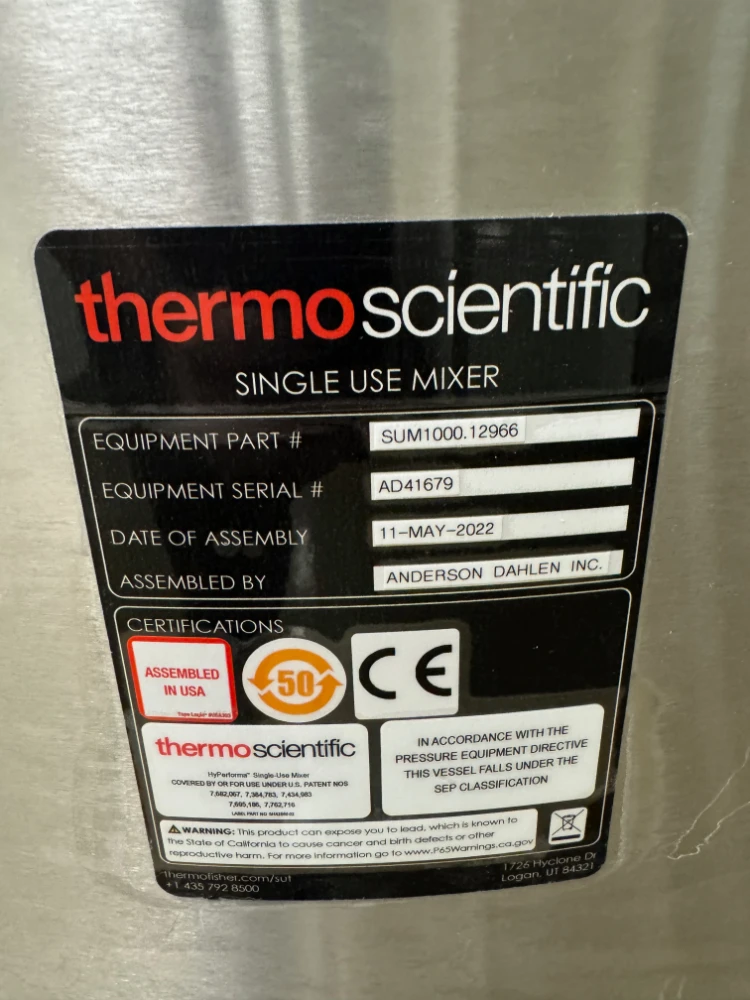 thermo scientific
SINGLE USE MIXER
EQUIPMENT PART # SUM1000.12966
EQUIPMENT SERIAL # AD41679
DATE OF ASSEMBLY 11-MAY-2022
ASSEMBLED BY ANDERSON DAHLEN INC.
CERTIFICATIONS
ASSEMBLED
IN USA
50
CE
thermo scientific
HyPerforma™ Single-Use Mixer
COVERED BY OR FOR USE UNDER U.S. PATENT NOS
7,682,067, 7,384,783, 7,434,983
7,695,186, 7,762,716
IN ACCORDANCE WITH THE
PRESSURE EQUIPMENT DIRECTIVE
THIS VESSEL FALLS UNDER THE
SEP CLASSIFICATION
WARNING: This product can expose you to lead, which is known to
the State of California to cause cancer and birth defects or other
reproductive harm. For more information go to www.P65Warnings.ca.gov
thermofisher.com/sut
+1 435 792 8500
1726 Hyclone Dr
Logan, UT 84321